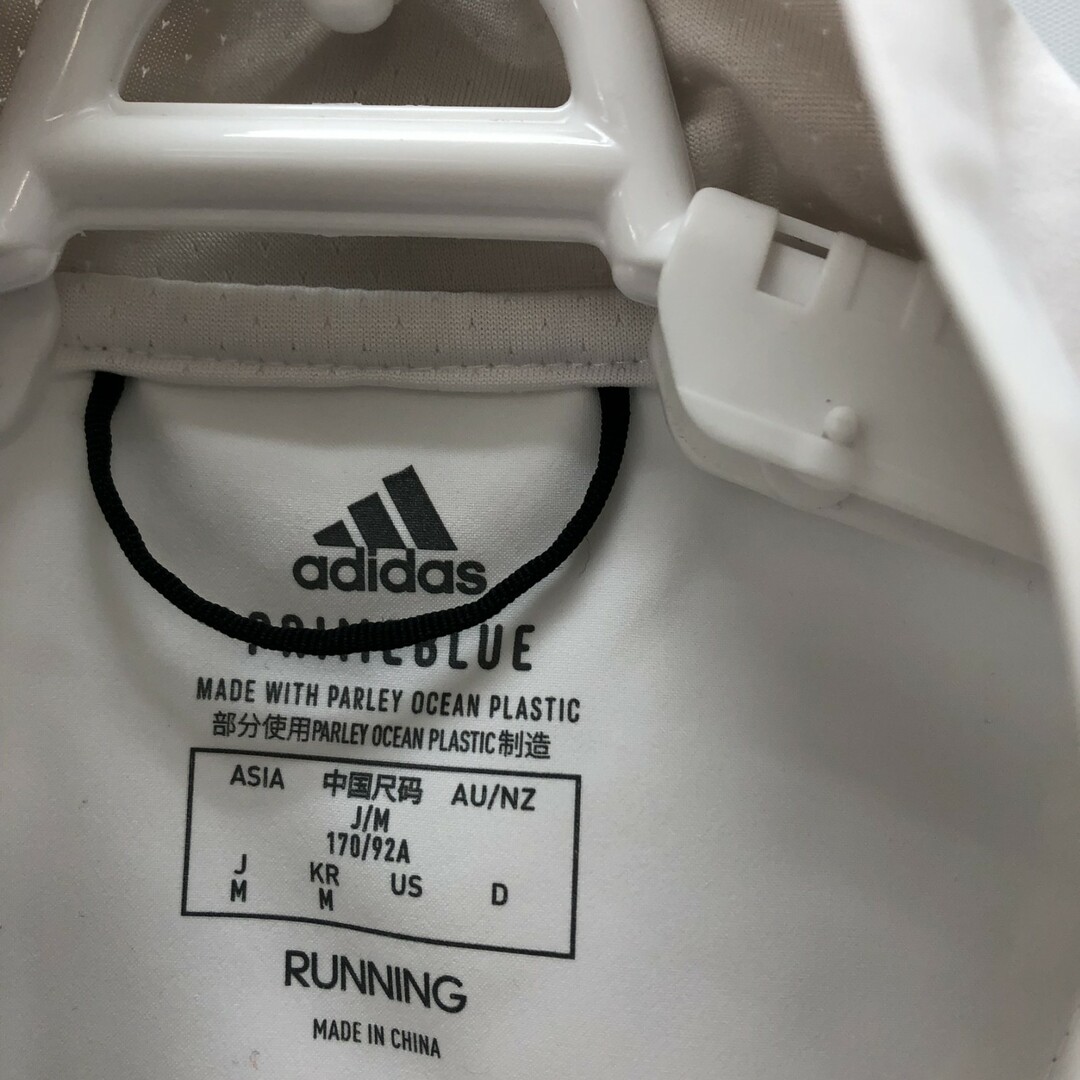 adidas
PRIMEBLUE
MADE WITH PARLEY OCEAN PLASTIC
部分使用PARLEY OCEAN PLASTIC制造
ASIA 中国尺码 AU/NZ
J/M
170/92A
J KR US D
M M
RUNNING
MADE IN CHINA